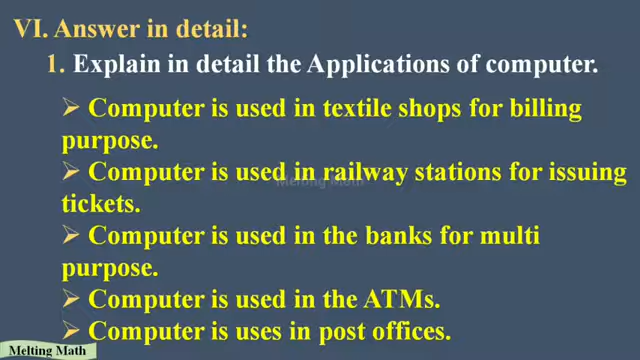 VI. Answer in detail:
1. Explain in detail the Applications of computer.
➢ Computer is used in textile shops for billing
purpose.
➢ Computer is used in railway stations for issuing
tickets.
Melting Math
➢ Computer is used in the banks for multi
purpose.
➢ Computer is used in the ATMs.
➢ Computer is uses in post offices.
Melting Math